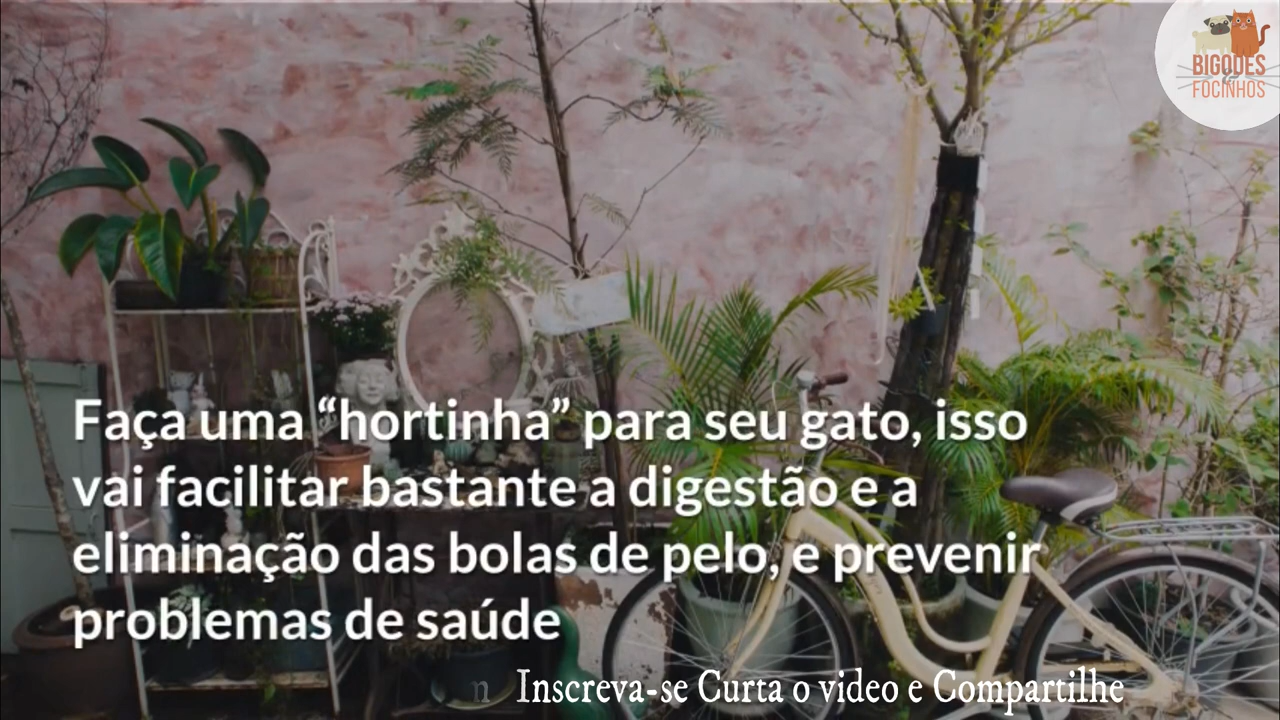 BIGODES
FOCINHOS
Faça uma “hortinha” para seu gato, isso
vai facilitar bastante a digestão e a
eliminação das bolas de pelo, e prevenir
problemas de saúde
n Inscreva-se Curta o video e Compartilhe